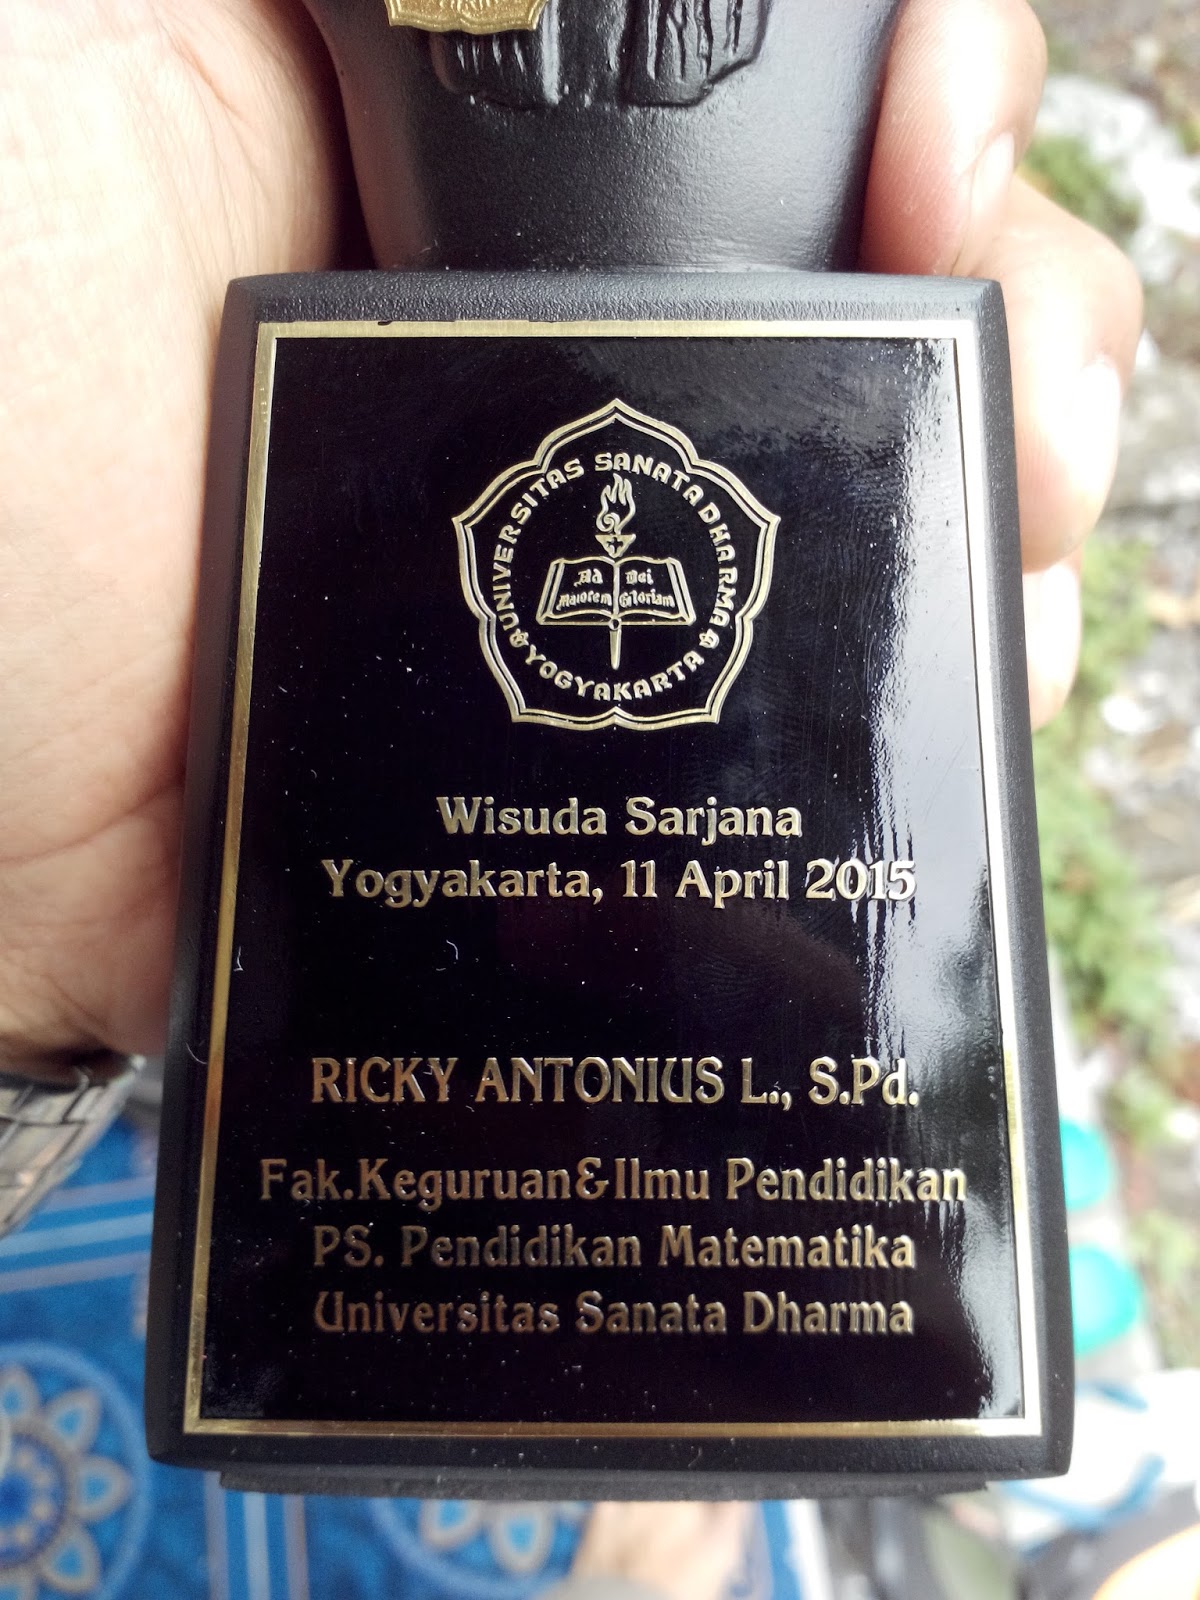 UNIVERSITAS SANATA DHARMA
YOGYAKARTA
Ad Dei
Maiorem Gloriam
Wisuda Sarjana
Yogyakarta, 11 April 2015
RICKY ANTONIUS L., S.Pd.
Fak.Keguruan&Ilmu Pendidikan
PS. Pendidikan Matematika
Universitas Sanata Dharma